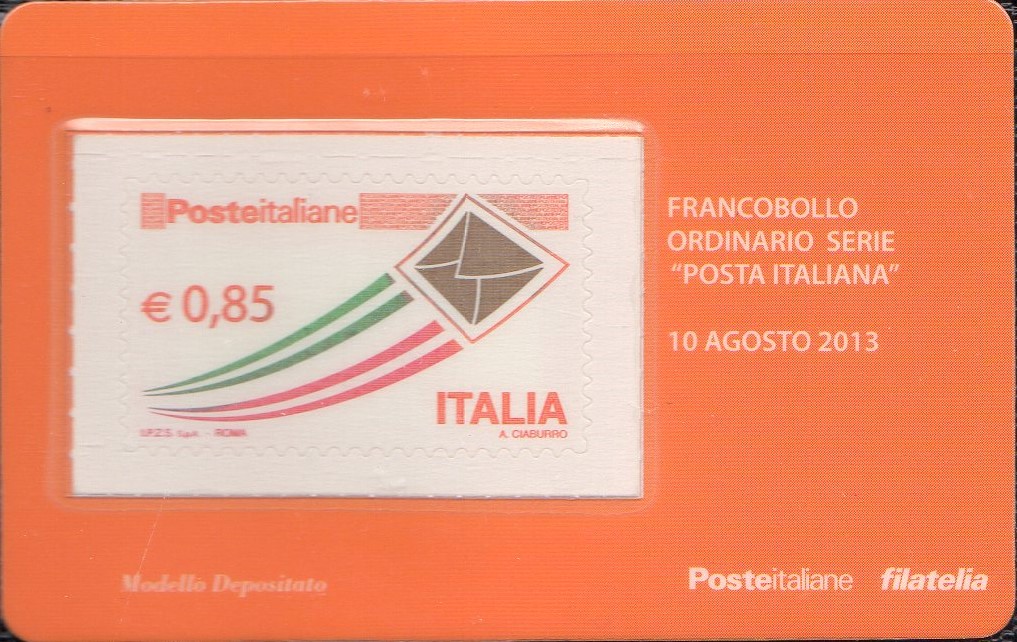 Posteitaliane
€ 0,85
ITALIA
I.P.Z.S. S.p.A. - ROMA
A. CIABURRO
FRANCOBOLLO
ORDINARIO SERIE
“POSTA ITALIANA”
10 AGOSTO 2013
Modello Depositato
Posteitaliane filatelia